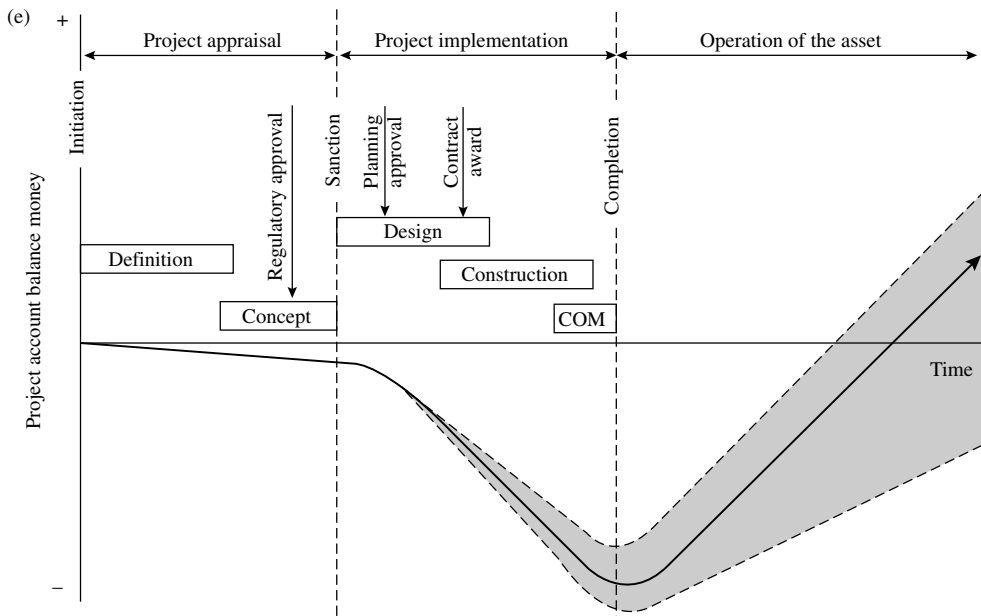 (e)
+
Project appraisal
Project implementation
Operation of the asset
Initiation
Regulatory approval
Sanction
Planning
approval
Contract
award
Completion
Project account balance money
Definition
Concept
Design
Construction
COM
Time
−